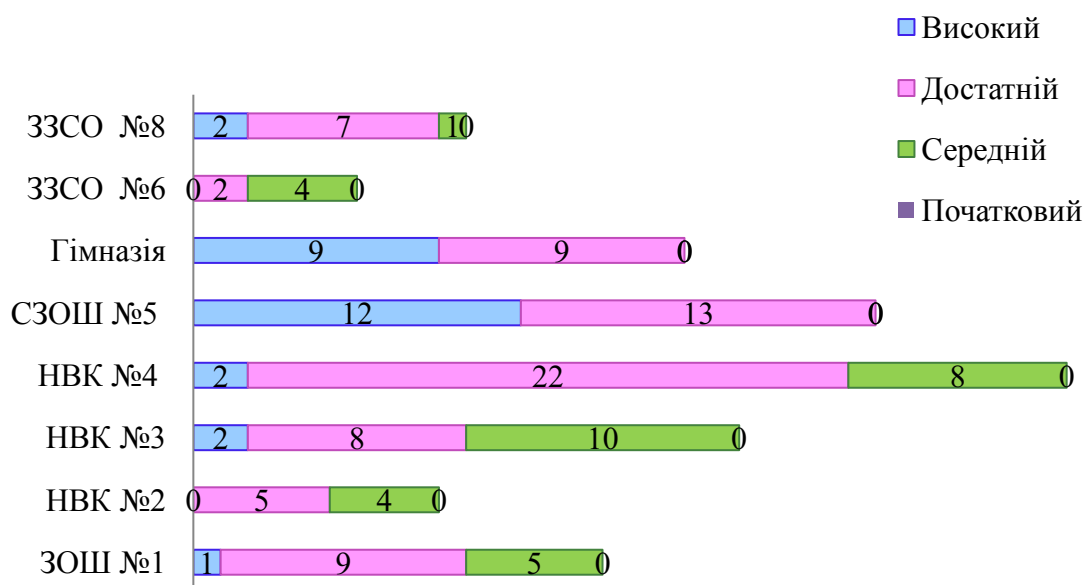 Високий
Достатній
Середній
Початковий
ЗЗСО №8 2 7 1 0
ЗЗСО №6 0 2 4 0
Гімназія 9 9 0
СЗОШ №5 12 13 0
НВК №4 2 22 8 0
НВК №3 2 8 10 0
НВК №2 0 5 4 0
ЗОШ №1 1 9 5 0